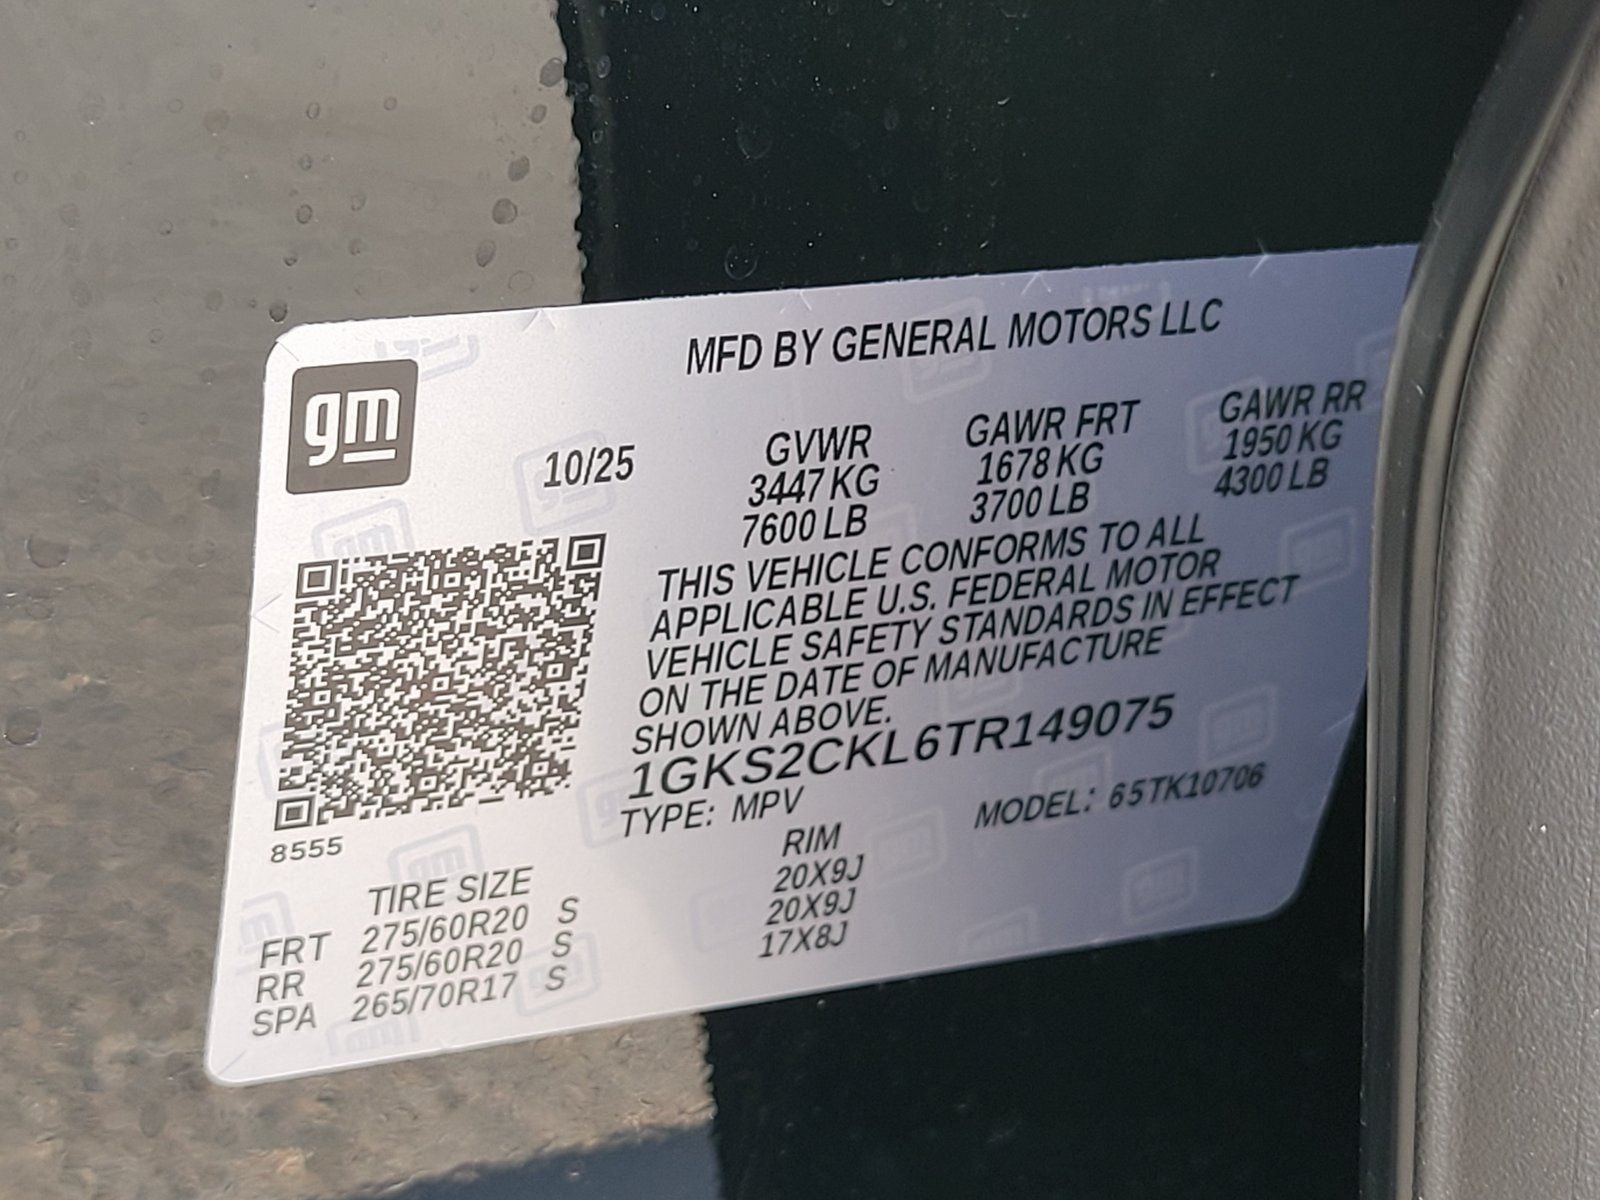 MFD BY GENERAL MOTORS LLC
gm
10/25
GVWR GAWR FRT GAWR RR
3447 KG 1678 KG 1950 KG
7600 LB 3700 LB 4300 LB
THIS VEHICLE CONFORMS TO ALL
APPLICABLE U.S. FEDERAL MOTOR
VEHICLE SAFETY STANDARDS IN EFFECT
ON THE DATE OF MANUFACTURE
SHOWN ABOVE.
1GKS2CKL6TR149075
TYPE: MPV MODEL: 65TK10706
8555
TIRE SIZE RIM
FRT 275/60R20 S 20X9J
RR 275/60R20 S 20X9J
SPA 265/70R17 S 17X8J